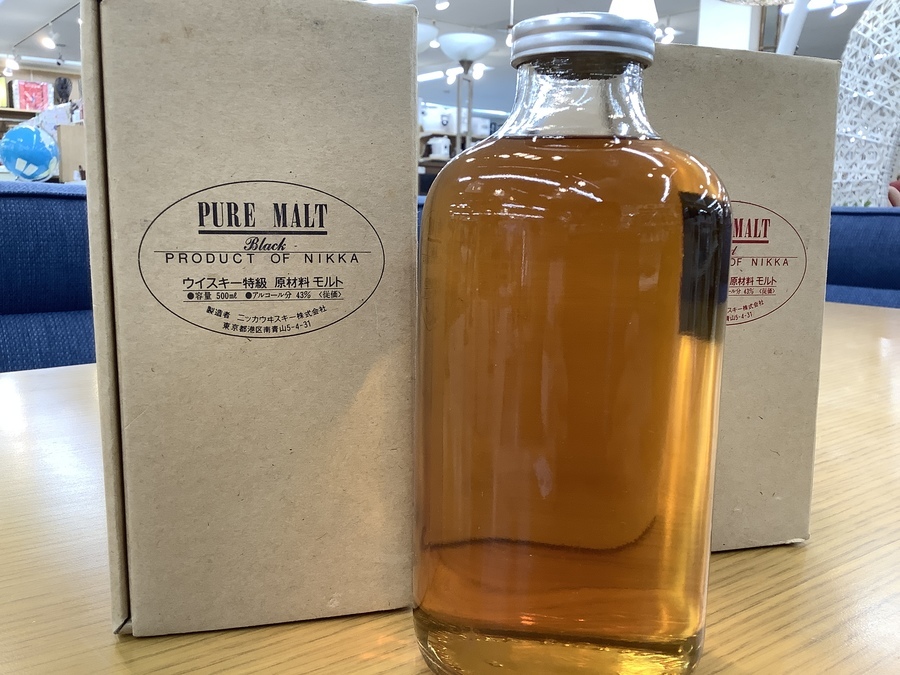 PURE MALT
Black
PRODUCT OF NIKKA
ウイスキー特級 原材料 モルト
●容量 500ml ●アルコール分 43% 〈従価〉
製造者 ニッカウヰスキー株式会社
東京都港区南青山5-4-31
MALT
OF NIKKA
原材料 モルト
43% 〈従価〉
スキー株式会社
青山5-4-31